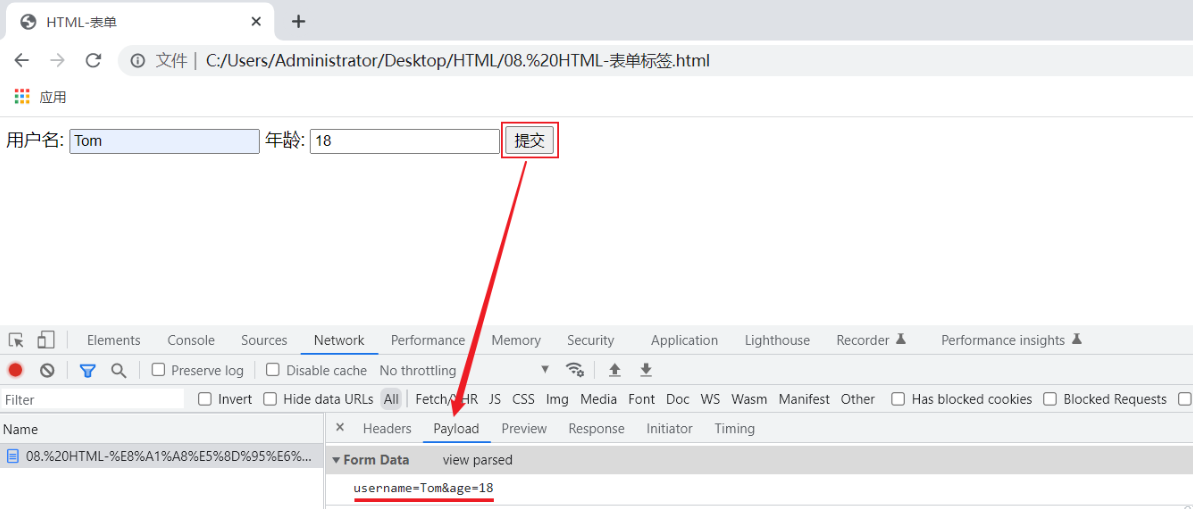 HTML-表单
文件 | C:/Users/Administrator/Desktop/HTML/08.%20HTML-表单标签.html
应用
用户名: Tom 年龄: 18 提交
Elements Console Sources Network Performance Memory Security Application Lighthouse Recorder Performance insights
Preserve log Disable cache No throttling
Filter Invert Hide data URLs All Fetch/XHR JS CSS Img Media Font Doc WS Wasm Manifest Other Has blocked cookies Blocked Requests
Name Headers Payload Preview Response Initiator Timing
08.%20HTML-%E8%A1%A8%E5%8D%95%E6%... Form Data view parsed
username=Tom&age=18